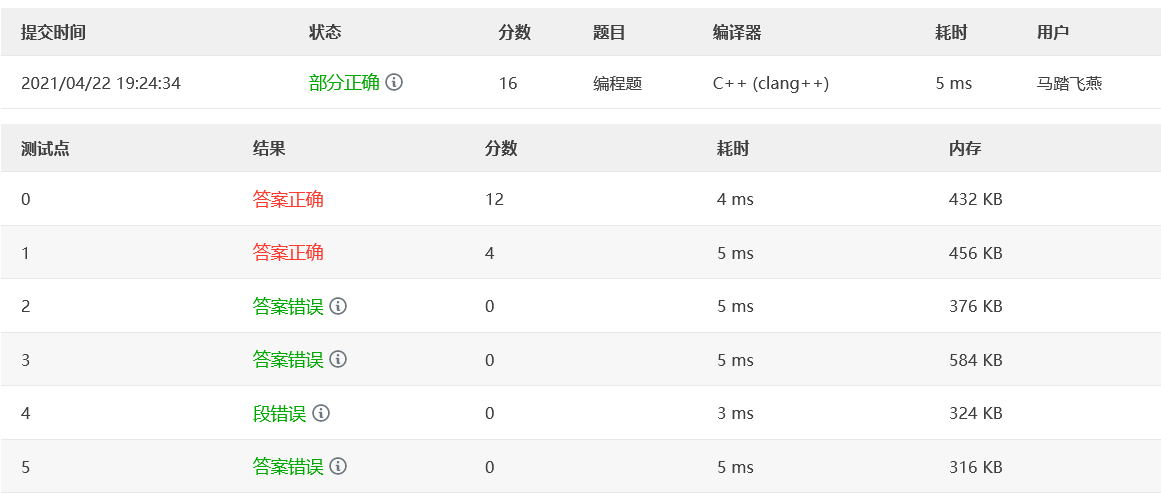 提交时间 状态 分数 题目 编译器 耗时 用户
2021/04/22 19:24:34 部分正确 16 编程题 C++ (clang++) 5 ms 马踏飞燕
测试点 结果 分数 耗时 内存
0 答案正确 12 4 ms 432 KB
1 答案正确 4 5 ms 456 KB
2 答案错误 0 5 ms 376 KB
3 答案错误 0 5 ms 584 KB
4 段错误 0 3 ms 324 KB
5 答案错误 0 5 ms 316 KB